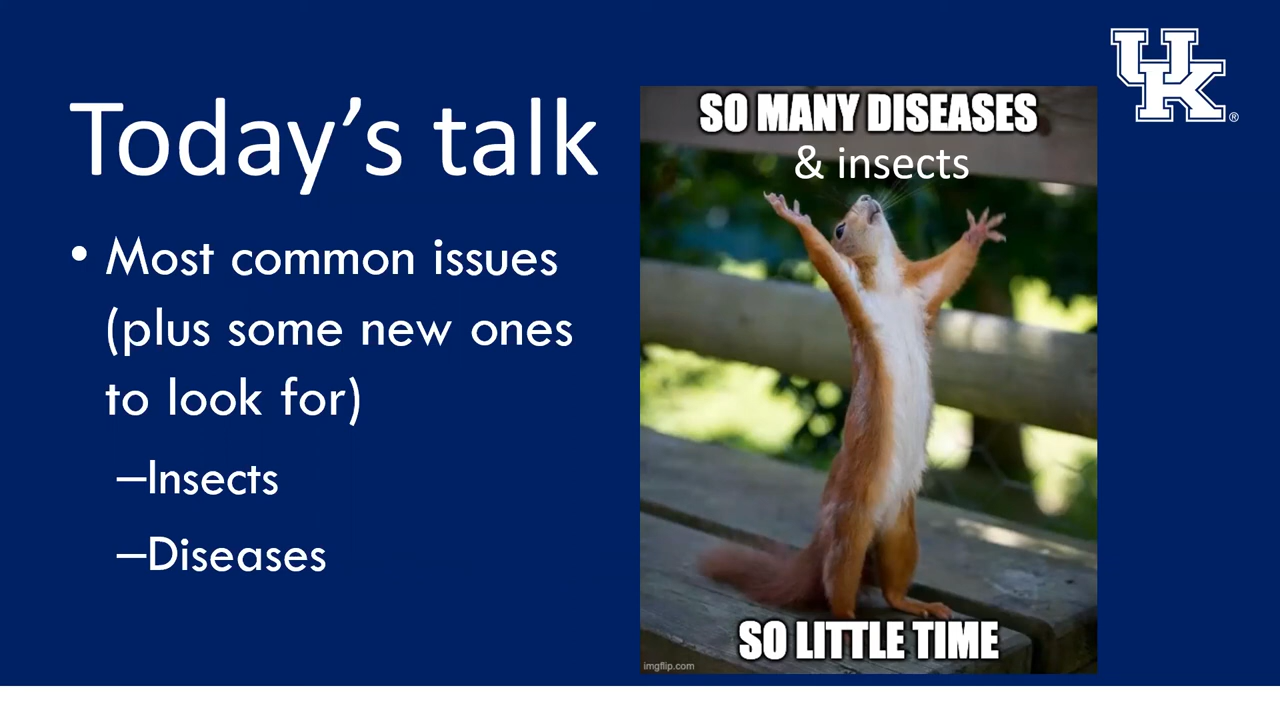 Today's talk
• Most common issues
(plus some new ones
to look for)
–Insects
–Diseases
SO MANY DISEASES
& insects
SO LITTLE TIME
imgflip.com
UK®